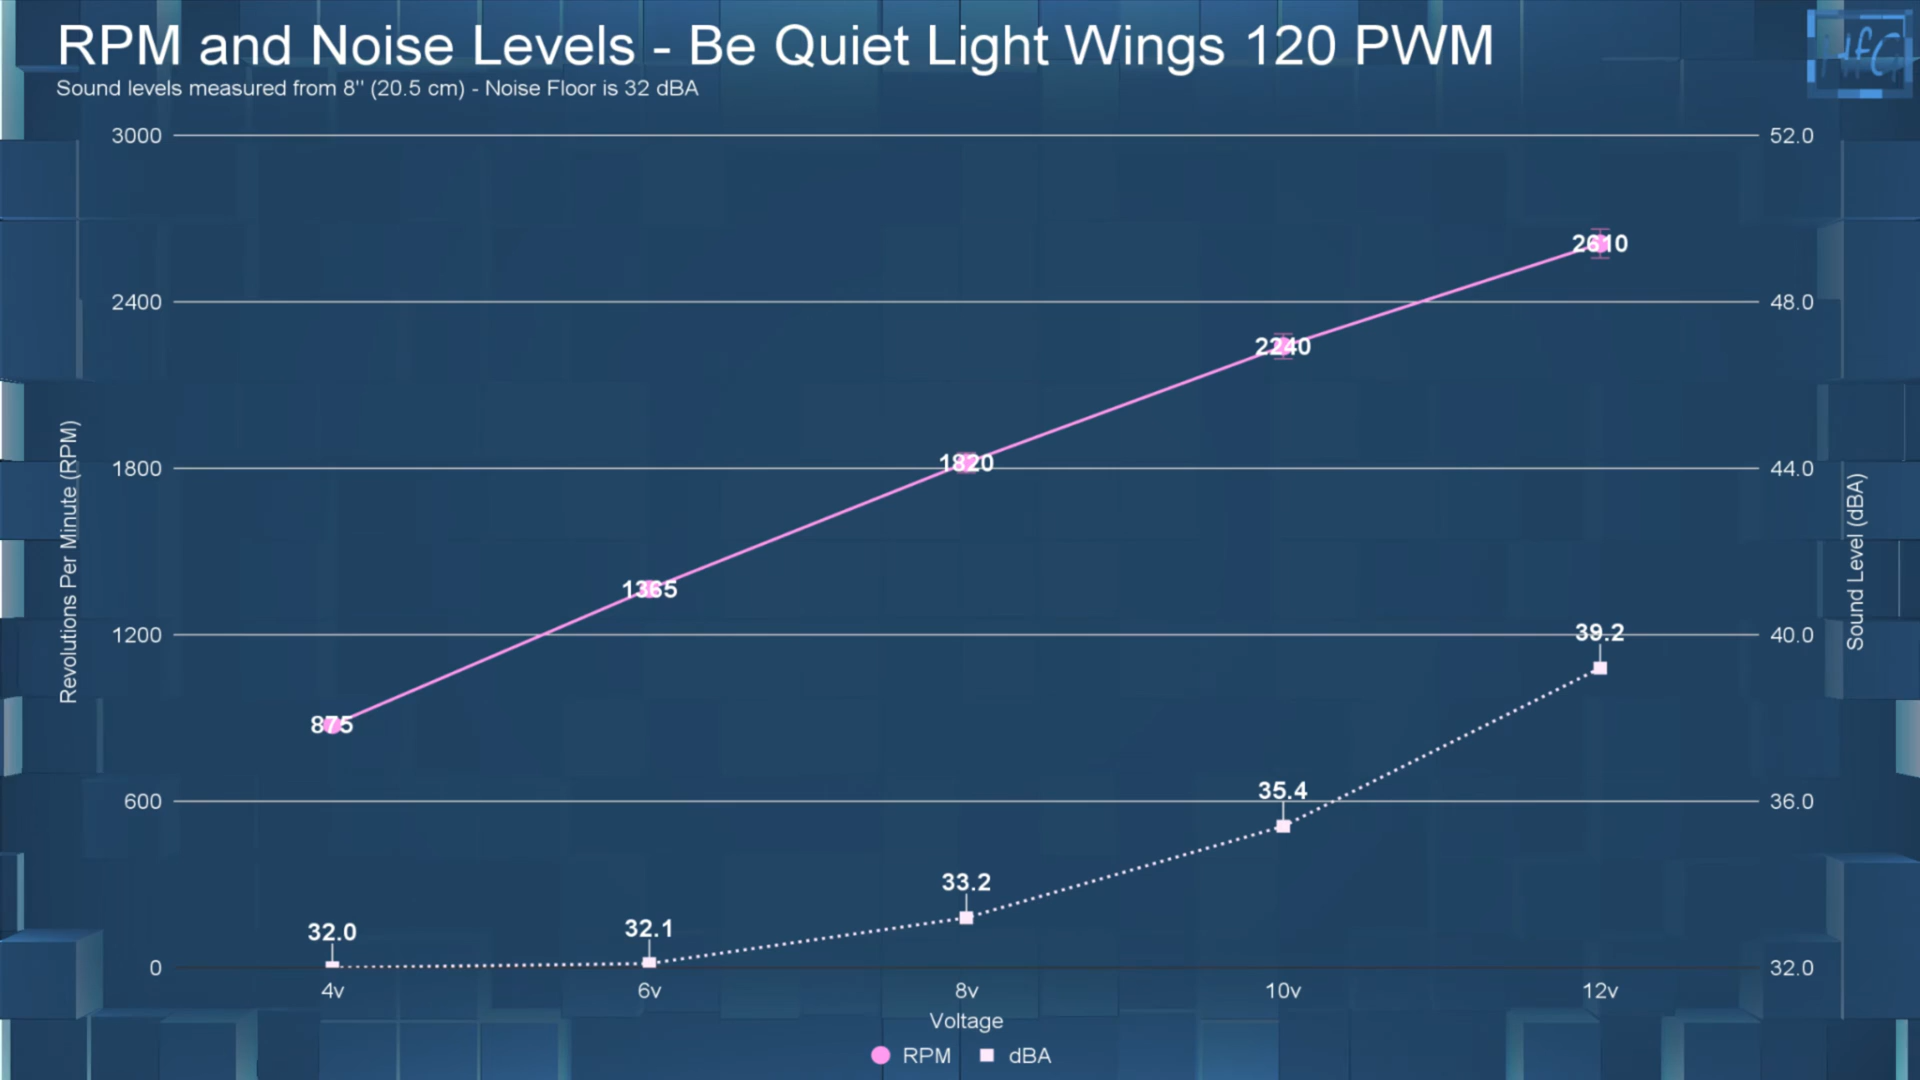 RPM and Noise Levels - Be Quiet Light Wings 120 PWM
HfG
Sound levels measured from 8" (20.5 cm) - Noise Floor is 32 dBA
3000
52.0
2610
2400
48.0
2240
1800
1820
44.0
Revolutions Per Minute (RPM)
Sound Level (dBA)
1365
1200
39.2
40.0
875
600
35.4
36.0
33.2
32.0
32.1
0
32.0
4v
6v
8v
10v
12v
Voltage
RPM
dBA